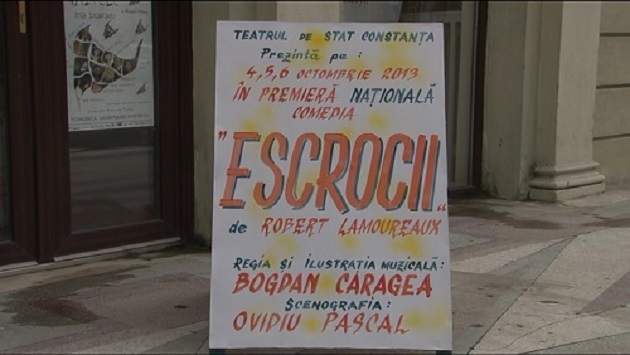 TEATRUL DE STAT CONSTANȚA
Prezintă pe:
4,5,6 OCTOMBRIE 2013
ÎN PREMIERĂ NAȚIONALĂ
COMEDIA
"ESCROCII"
de ROBERT LAMOUREAUX
REGIA ȘI ILUSTRAȚIA MUZICALĂ:
BOGDAN CARAGEA
SCENOGRAFIA:
OVIDIU PASCAL